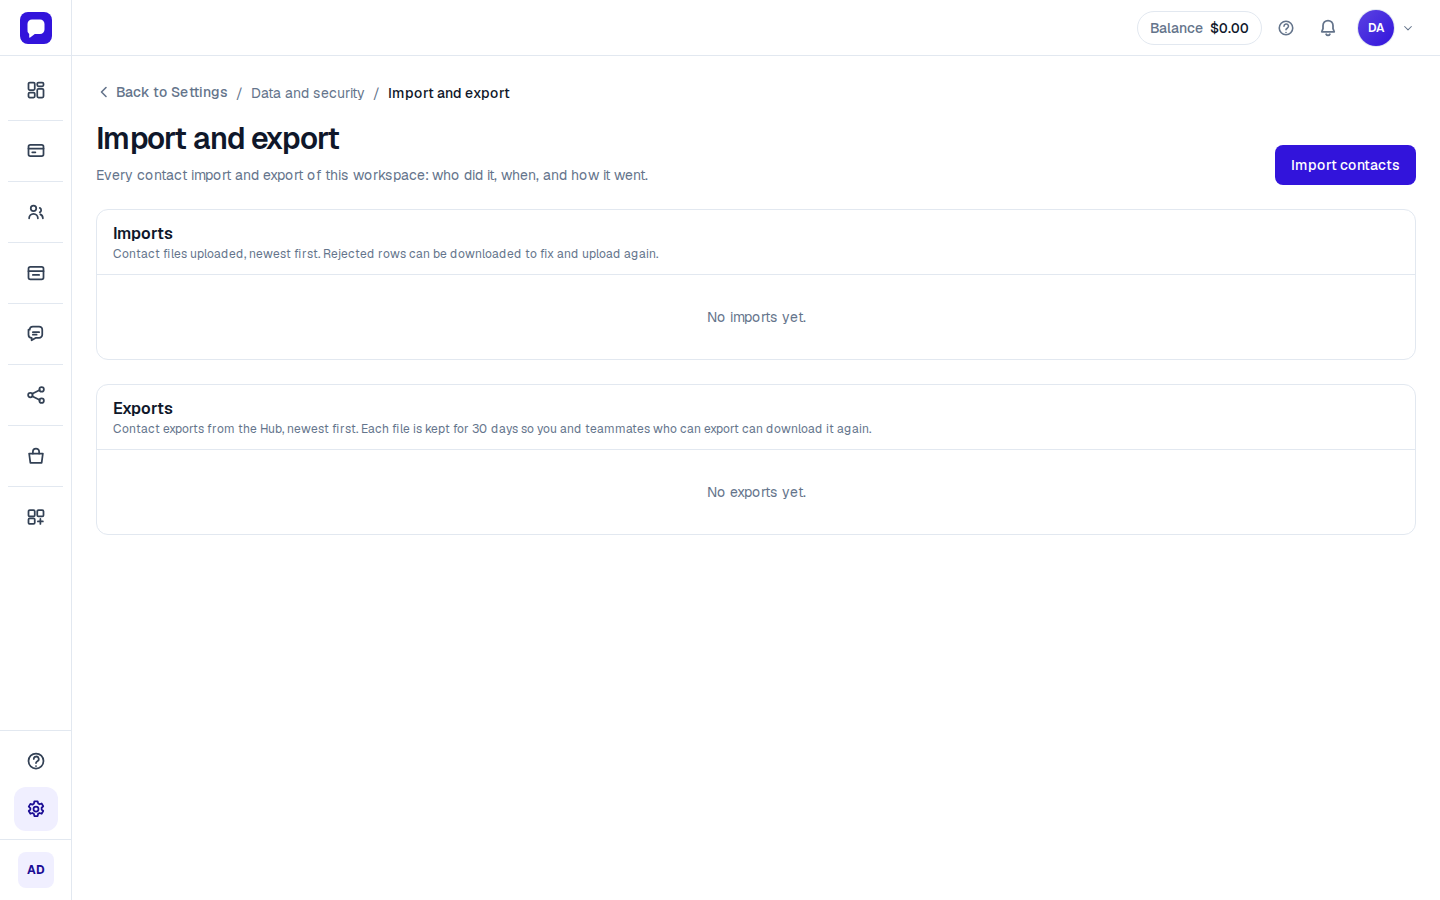 Balance $0.00
DA
Back to Settings / Data and security / Import and export
Import and export
Every contact import and export of this workspace: who did it, when, and how it went.
Import contacts
Imports
Contact files uploaded, newest first. Rejected rows can be downloaded to fix and upload again.
No imports yet.
Exports
Contact exports from the Hub, newest first. Each file is kept for 30 days so you and teammates who can export can download it again.
No exports yet.
AD